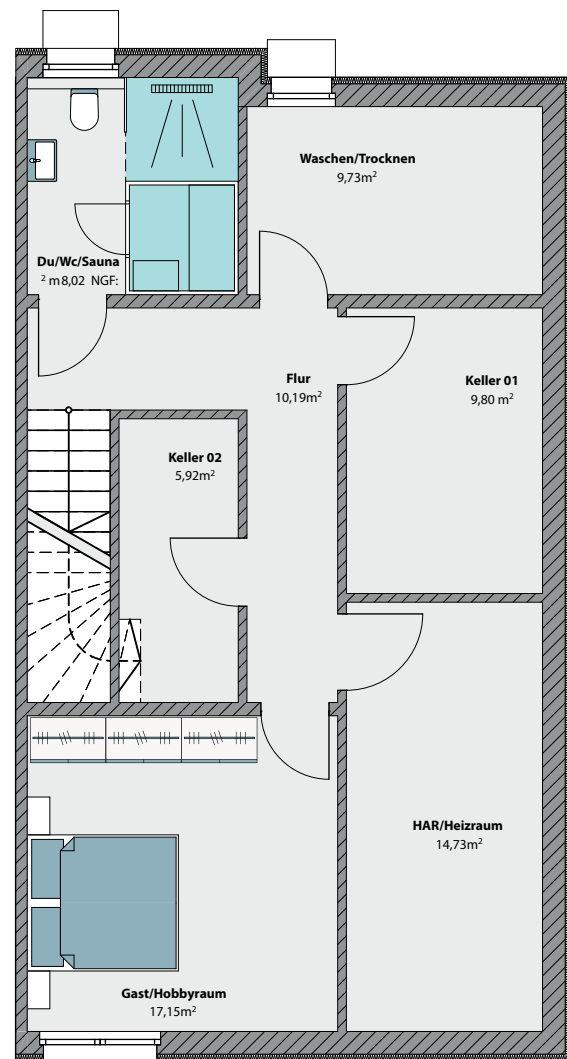 Waschen/Trocknen
9,73m²
Du/Wc/Sauna
² m8,02 NGF:
Flur
10,19m²
Keller 01
9,80 m²
Keller 02
5,92m²
HAR/Heizraum
14,73m²
Gast/Hobbyraum
17,15m²